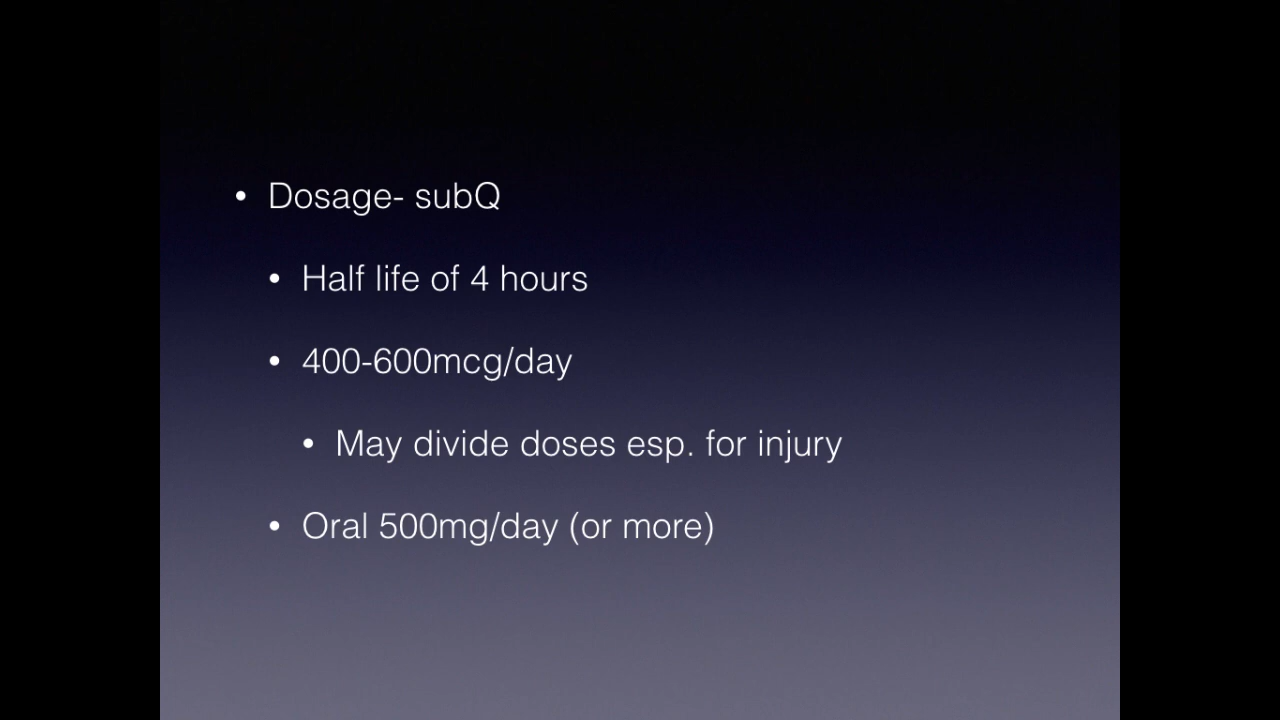 • Dosage- subQ
• Half life of 4 hours
• 400-600mcg/day
• May divide doses esp. for injury
• Oral 500mg/day (or more)